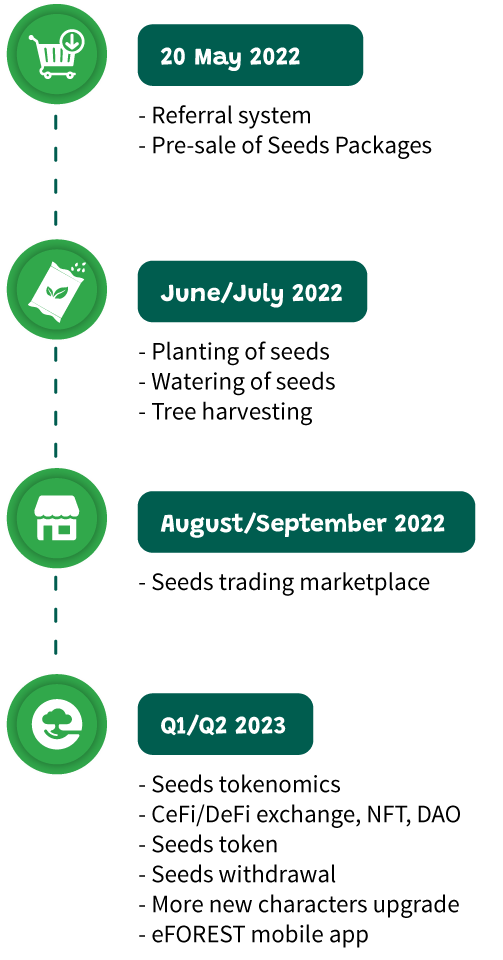 20 May 2022
- Referral system
- Pre-sale of Seeds Packages
June/July 2022
- Planting of seeds
- Watering of seeds
- Tree harvesting
August/September 2022
- Seeds trading marketplace
Q1/Q2 2023
- Seeds tokenomics
- CeFi/DeFi exchange, NFT, DAO
- Seeds token
- Seeds withdrawal
- More new characters upgrade
- eFOREST mobile app